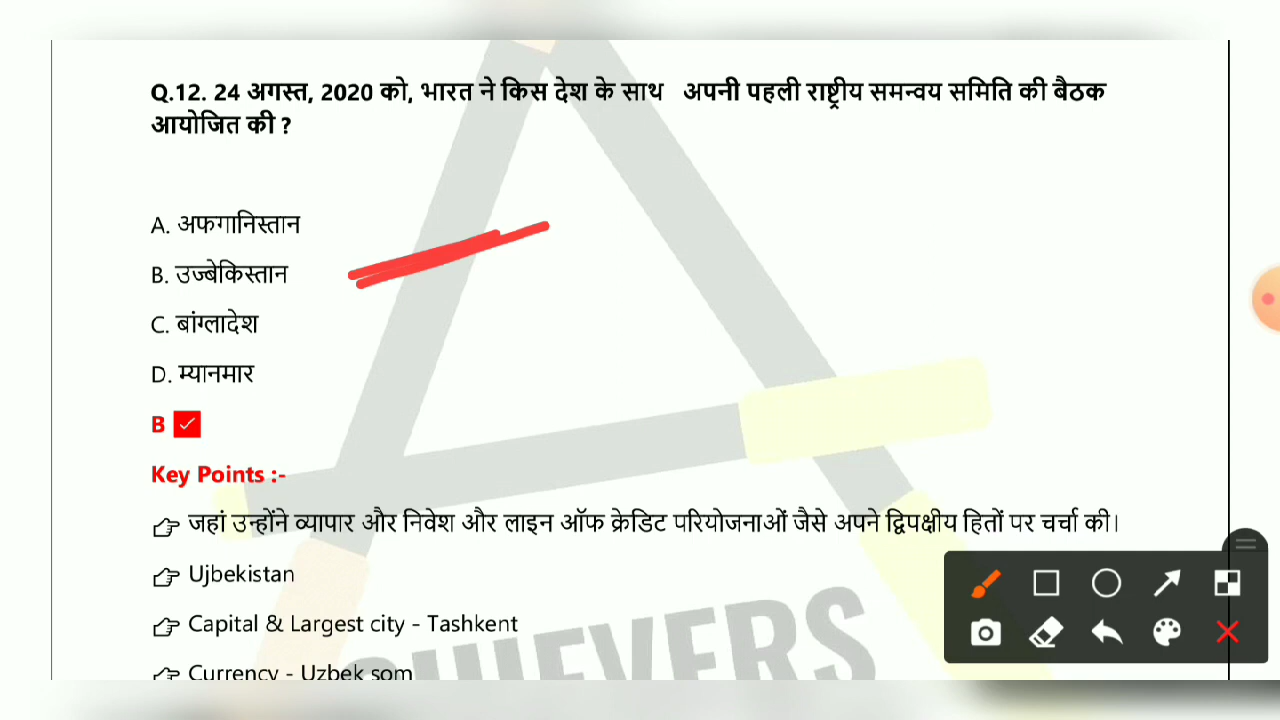 Q.12. 24 अगस्त, 2020 को, भारत ने किस देश के साथ अपनी पहली राष्ट्रीय समन्वय समिति की बैठक
आयोजित की ?
A. अफगानिस्तान
B. उज्बेकिस्तान
C. बांग्लादेश
D. म्यानमार
B
Key Points :-
जहां उन्होंने व्यापार और निवेश और लाइन ऑफ क्रेडिट परियोजनाओं जैसे अपने द्विपक्षीय हितों पर चर्चा की।
Ujbekistan
Capital & Largest city - Tashkent
Currency - Uzbek som